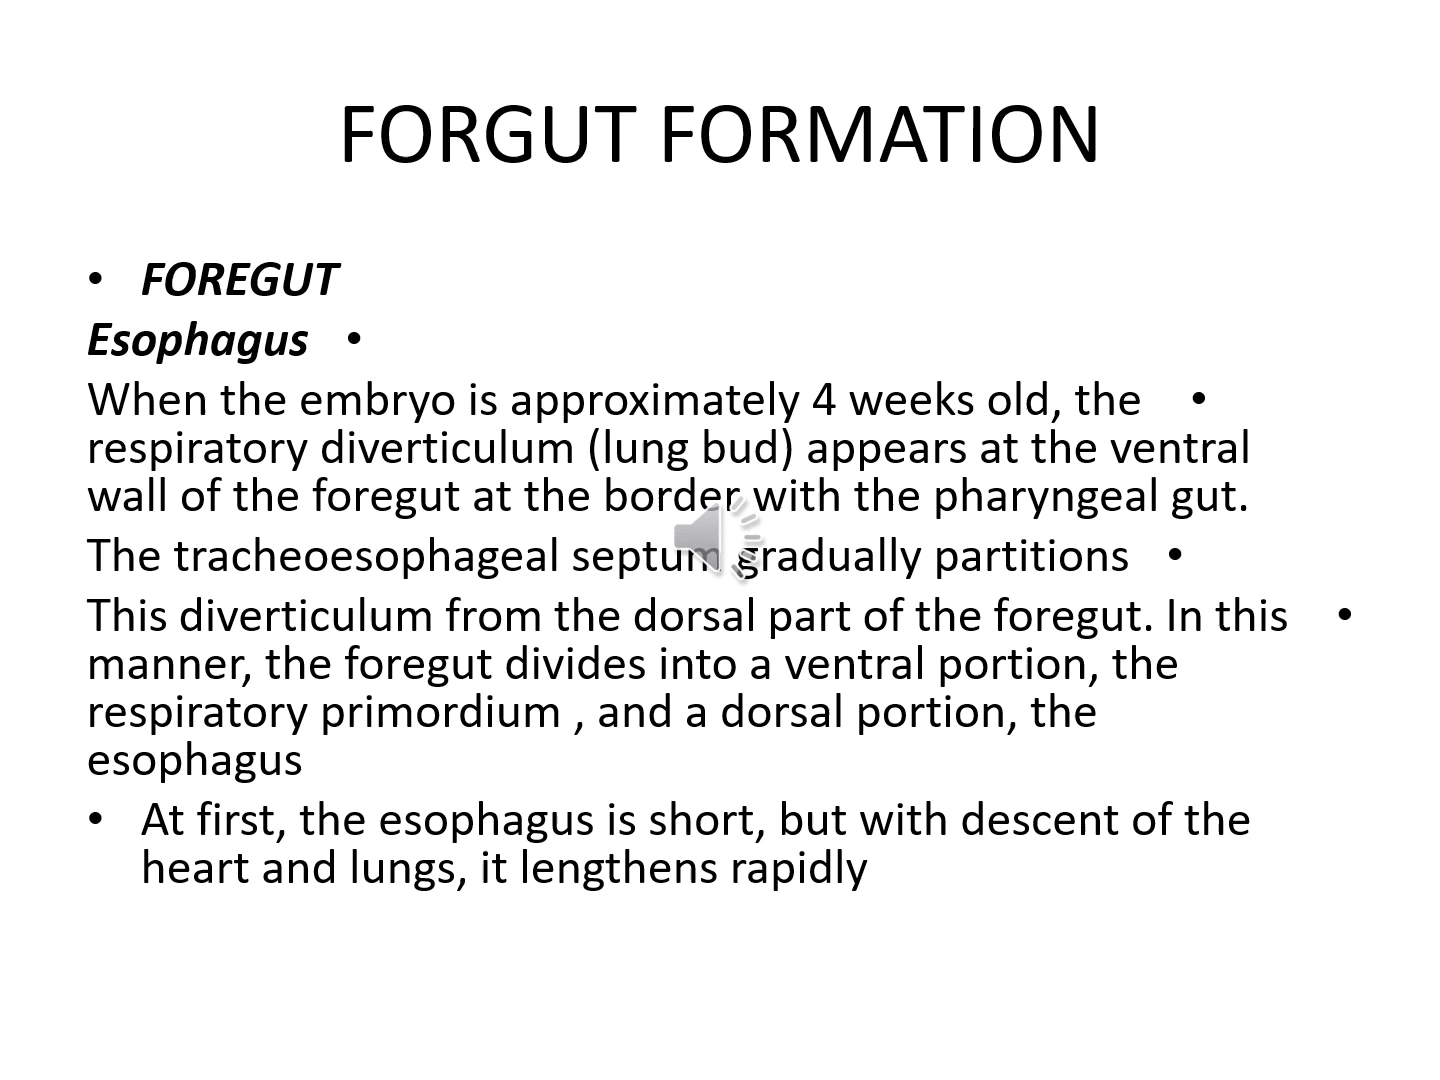 FORGUT FORMATION
• FOREGUT
Esophagus •
When the embryo is approximately 4 weeks old, the •
respiratory diverticulum (lung bud) appears at the ventral
wall of the foregut at the border with the pharyngeal gut.
The tracheoesophageal septum gradually partitions •
This diverticulum from the dorsal part of the foregut. In this •
manner, the foregut divides into a ventral portion, the
respiratory primordium , and a dorsal portion, the
esophagus
• At first, the esophagus is short, but with descent of the
heart and lungs, it lengthens rapidly